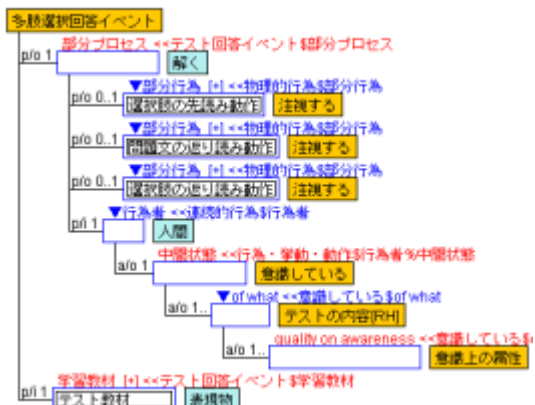 多肢選択回答イベント
部分プロセス <<テスト回答イベント$部分プロセス
p/o 1 解く
▼部分行為 [+] <<物理的行為$部分行為
p/o 0..1 選択肢の先読み動作 注視する
▼部分行為 [+] <<物理的行為$部分行為
p/o 0..1 問題文の返り読み動作 注視する
▼部分行為 [+] <<物理的行為$部分行為
p/o 0..1 選択肢の返り読み動作 注視する
▼行為者 <<連続的行為$行為者
p/i 1 人間
中間状態 <<行為・挙動・動作$行為者%中間状態
a/o 1 意識している
▼of what <<意識している$of what
a/o 1.. テストの内容[RH]
quality on awareness <<意識している$
a/o 1.. 意識上の属性
学習教材 [+] <<テスト回答イベント$学習教材
p/i 1 テスト教材 表現物